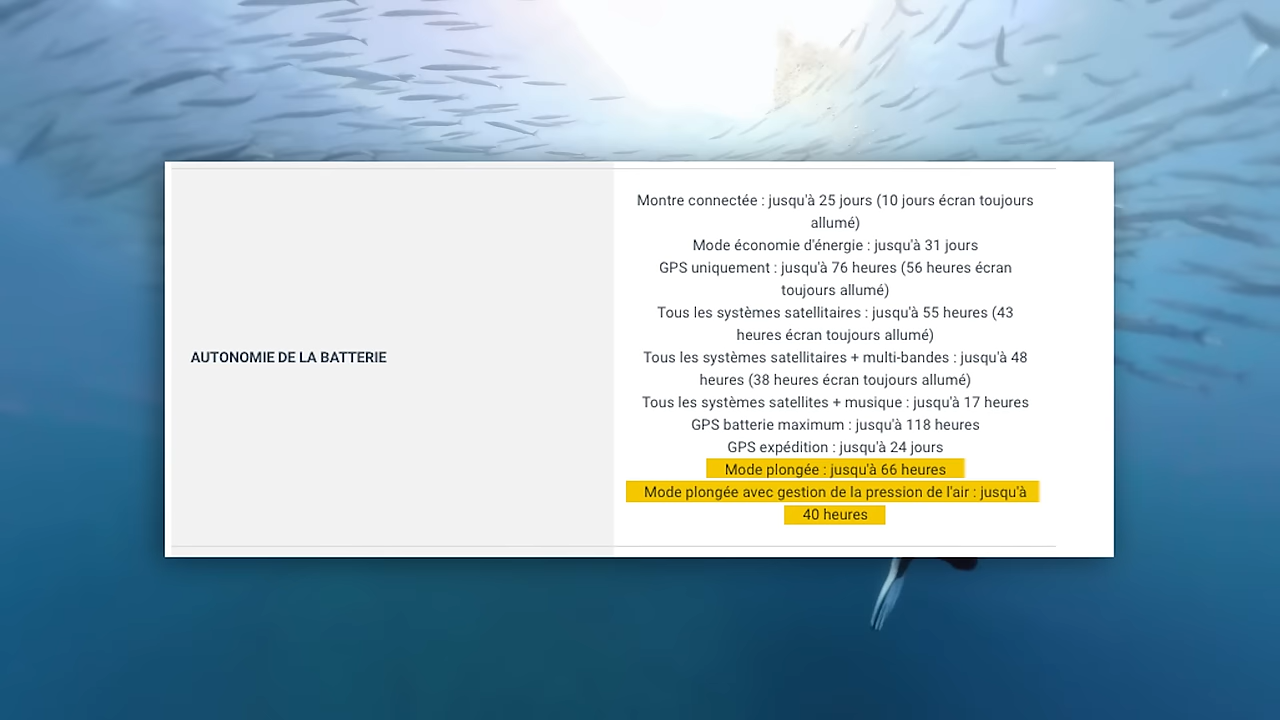 AUTONOMIE DE LA BATTERIE
Montre connectée : jusqu'à 25 jours (10 jours écran toujours
allumé)
Mode économie d'énergie : jusqu'à 31 jours
GPS uniquement : jusqu'à 76 heures (56 heures écran
toujours allumé)
Tous les systèmes satellitaires : jusqu'à 55 heures (43
heures écran toujours allumé)
Tous les systèmes satellitaires + multi-bandes : jusqu'à 48
heures (38 heures écran toujours allumé)
Tous les systèmes satellites + musique : jusqu'à 17 heures
GPS batterie maximum : jusqu'à 118 heures
GPS expédition : jusqu'à 24 jours
Mode plongée : jusqu'à 66 heures
Mode plongée avec gestion de la pression de l'air : jusqu'à
40 heures